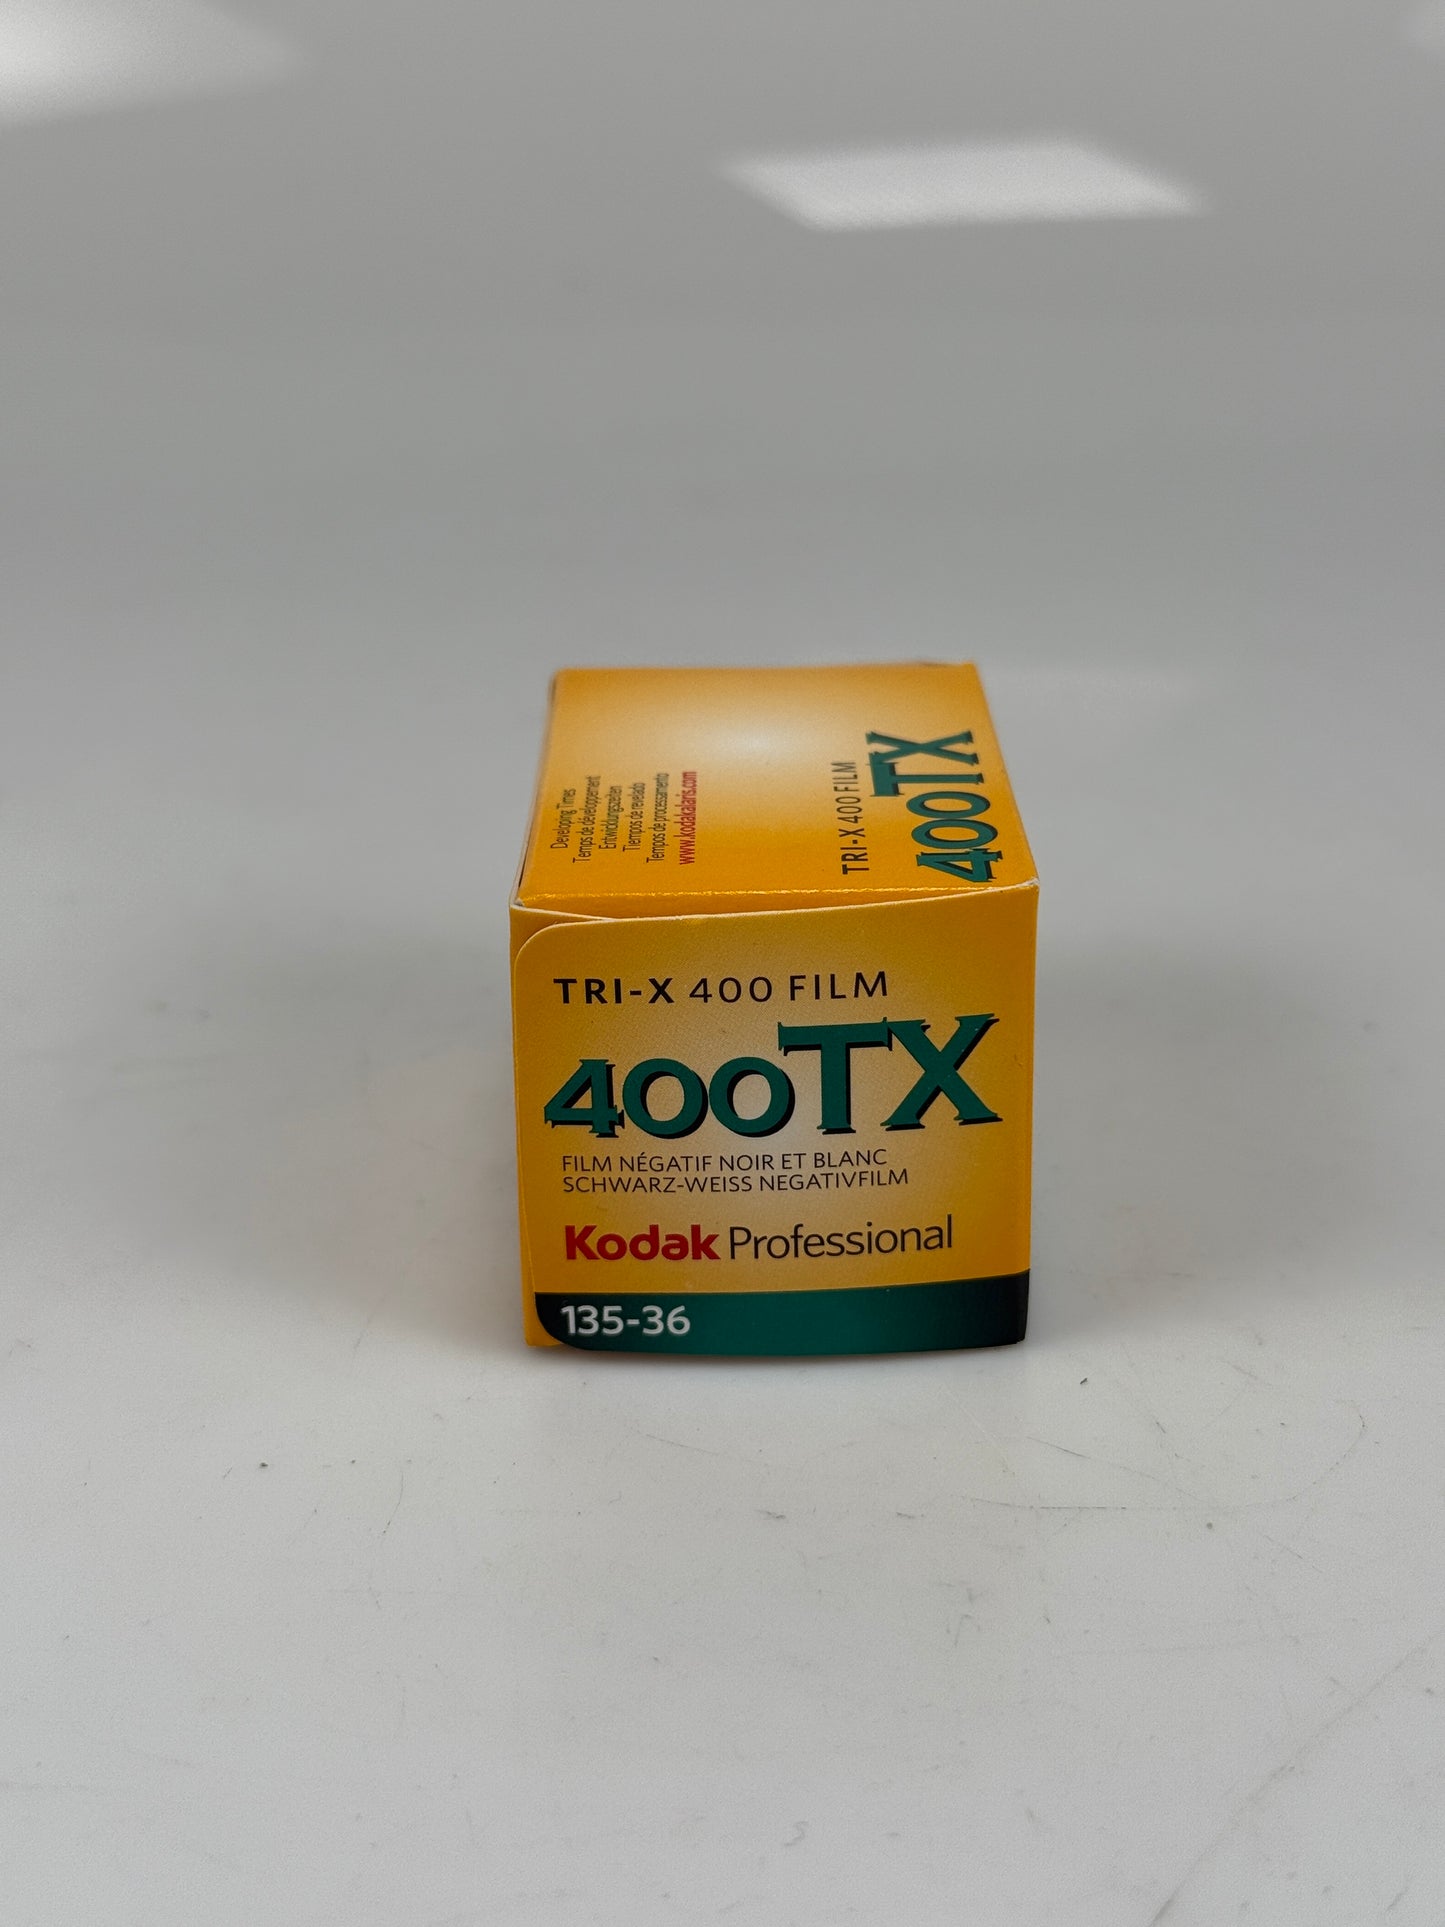 Developing Times
Temps de développement
Entwicklungszeiten
Tiempos de revelado
Tempos de processamento
www.kodakalaris.com
TRI-X 400 FILM
400TX
TRI-X 400 FILM
400TX
FILM NÉGATIF NOIR ET BLANC
SCHWARZ-WEISS NEGATIVFILM
Kodak Professional
135-36